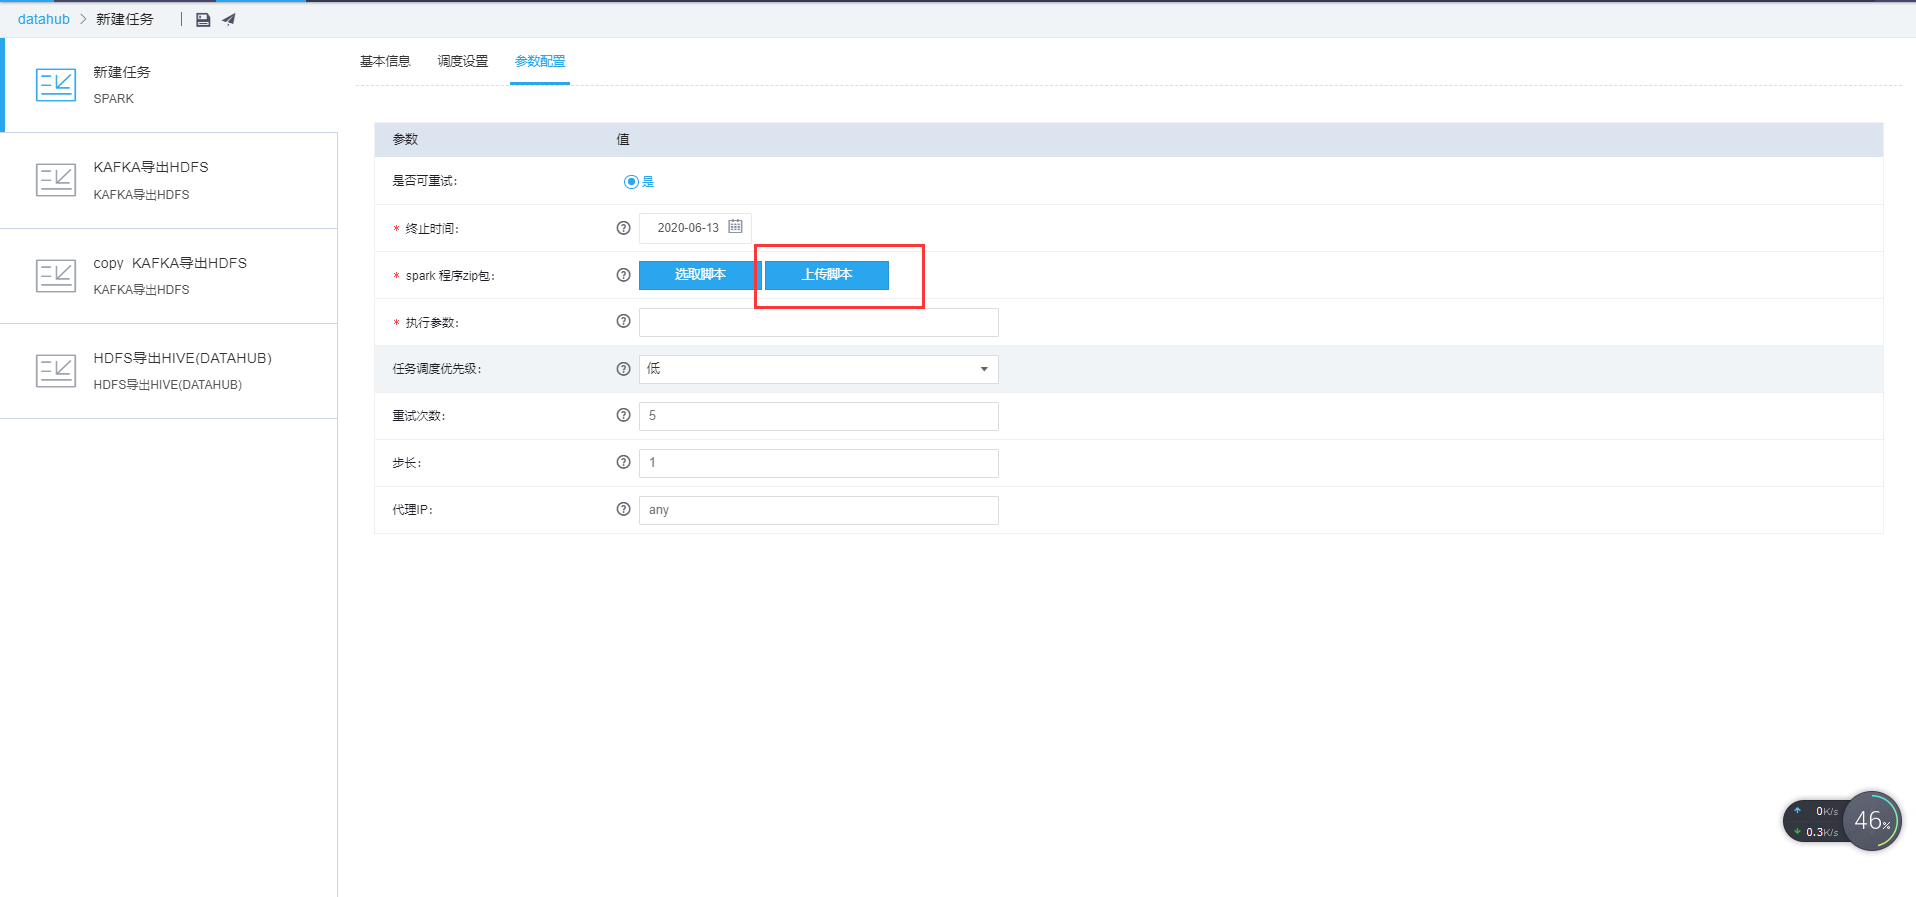 datahub > 新建任务
新建任务
SPARK
KAFKA导出HDFS
KAFKA导出HDFS
copy_KAFKA导出HDFS
KAFKA导出HDFS
HDFS导出HIVE(DATAHUB)
HDFS导出HIVE(DATAHUB)
基本信息 调度设置 参数配置
参数 值
是否可重试: 是
* 终止时间: 2020-06-13
* spark 程序zip包: 选取脚本 上传脚本
* 执行参数:
任务调度优先级: 低
重试次数: 5
步长: 1
代理IP: any
0K/s
0.3K/s
46%